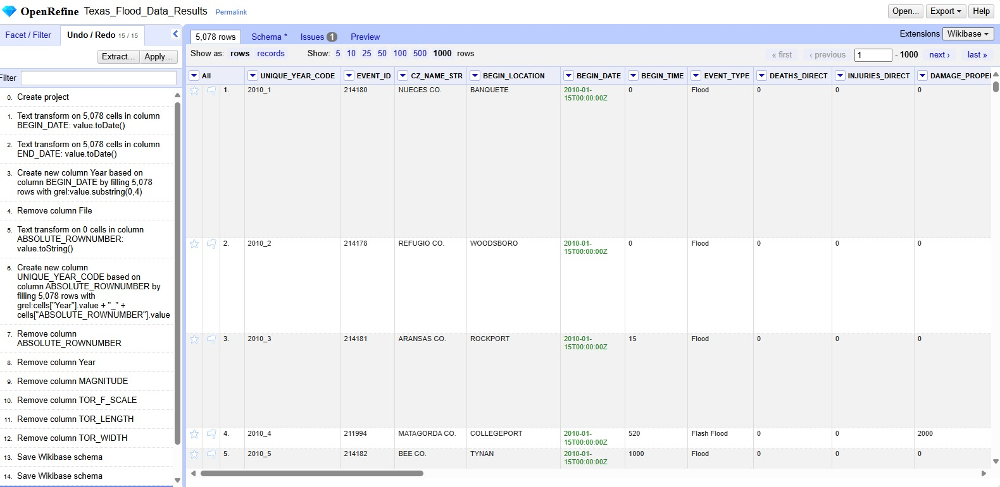 OpenRefine Texas_Flood_Data_Results Permalink Open... Export Help
Facet / Filter Undo / Redo 15 / 15
Extract... Apply...
Filter
0. Create project
1. Text transform on 5,078 cells in column
BEGIN_DATE: value.toDate()
2. Text transform on 5,078 cells in column
END_DATE: value.toDate()
3. Create new column Year based on
column BEGIN_DATE by filling 5,078
rows with grel:value.substring(0,4)
4. Remove column File
5. Text transform on 0 cells in column
ABSOLUTE_ROWNUMBER:
value.toString()
6. Create new column
UNIQUE_YEAR_CODE based on
column ABSOLUTE_ROWNUMBER by
filling 5,078 rows with
grel:cells["Year"].value + "_" +
cells["ABSOLUTE_ROWNUMBER"].value
7. Remove column
ABSOLUTE_ROWNUMBER
8. Remove column Year
9. Remove column MAGNITUDE
10. Remove column TOR_F_SCALE
11. Remove column TOR_LENGTH
12. Remove column TOR_WIDTH
13. Save Wikibase schema
14. Save Wikibase schema
5,078 rows Schema * Issues 1 Preview Extensions Wikibase
Show as: rows records Show: 5 10 25 50 100 500 1000 rows « first ‹ previous 1 - 1000 next › last »
All UNIQUE_YEAR_CODE EVENT_ID CZ_NAME_STR BEGIN_LOCATION BEGIN_DATE BEGIN_TIME EVENT_TYPE DEATHS_DIRECT INJURIES_DIRECT DAMAGE_PROPE
1. 2010_1 214180 NUECES CO. BANQUETE 2010-01- 0 Flood 0 0 0
15T00:00:00Z
2. 2010_2 214178 REFUGIO CO. WOODSBORO 2010-01- 0 Flood 0 0 0
15T00:00:00Z
3. 2010_3 214181 ARANSAS CO. ROCKPORT 2010-01- 15 Flood 0 0 0
15T00:00:00Z
4. 2010_4 211994 MATAGORDA CO. COLLEGEPORT 2010-01- 520 Flash Flood 0 0 2000
15T00:00:00Z
5. 2010_5 214182 BEE CO. TYNAN 2010-01- 1000 Flood 0 0 0
15T00:00:00Z